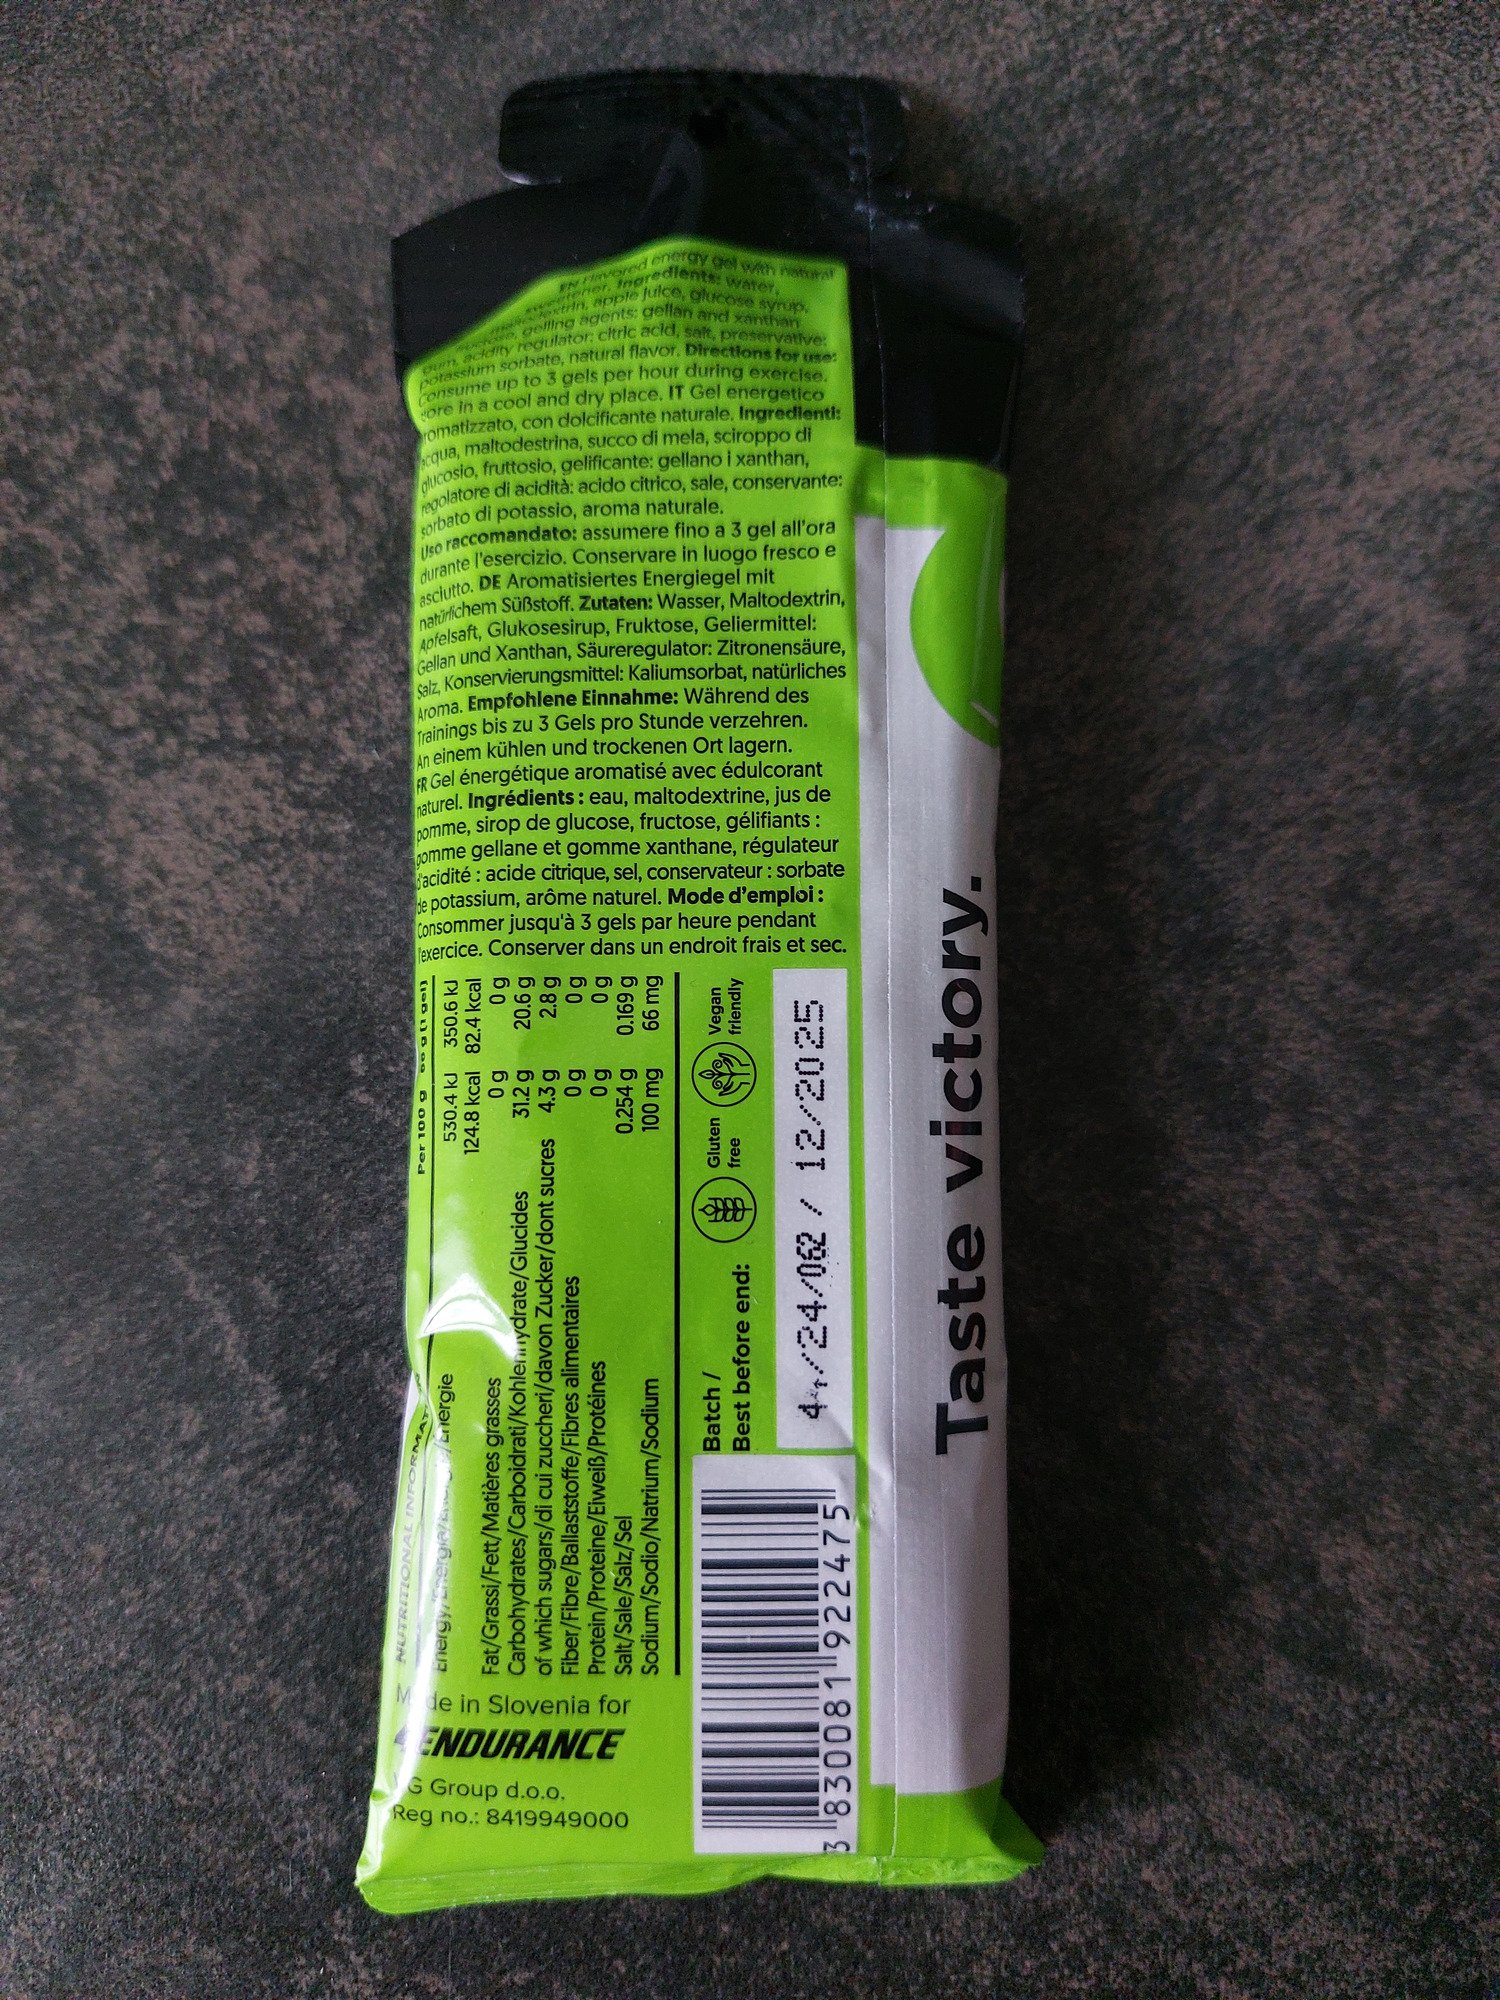 EN Flavored energy gel with natural
sweetener. Ingredients: water,
maltodextrin, apple juice, glucose syrup,
fructose, gelling agents: gellan and xanthan
gum, acidity regulator: citric acid, salt, preservative:
potassium sorbate, natural flavor. Directions for use:
Consume up to 3 gels per hour during exercise.
in a cool and dry place. IT Gel energetico
aromatizzato, con dolcificante naturale. Ingredienti:
acqua, maltodestrina, succo di mela, sciroppo di
glucosio, fruttosio, gelificante: gellano i xanthan,
regolatore di acidità: acido citrico, sale, conservante:
sorbato di potassio, aroma naturale.
Uso raccomandato: assumere fino a 3 gel all'ora
durante l'esercizio. Conservare in luogo fresco e
asciutto. DE Aromatisiertes Energiegel mit
natürlichem Süßstoff. Zutaten: Wasser, Maltodextrin,
Apfelsaft, Glukosesirup, Fruktose, Geliermittel:
Gellan und Xanthan, Säureregulator: Zitronensäure,
Salz, Konservierungsmittel: Kaliumsorbat, natürliches
Aroma. Empfohlene Einnahme: Während des
Trainings bis zu 3 Gels pro Stunde verzehren.
An einem kühlen und trockenen Ort lagern.
FR Gel énergétique aromatisé avec édulcorant
naturel. Ingrédients : eau, maltodextrine, jus de
pomme, sirop de glucose, fructose, gélifiants :
gomme gellane et gomme xanthane, régulateur
d'acidité : acide citrique, sel, conservateur : sorbate
de potassium, arôme naturel. Mode d'emploi :
Consommer jusqu'à 3 gels par heure pendant
l'exercice. Conserver dans un endroit frais et sec.
NUTRITIONAL Per 100 g 66 g (1 gel)
Energy/ /Energie 530.4 kJ 350.6 kJ
124.8 kcal 82.4 kcal
Fat/Grassi/Fett/Matières grasses 0 g 0 g
Carbohydrates/Carboidrati/Kohlenhydrate/Glucides 31.2 g 20.6 g
of which sugars/di cui zuccheri/davon Zucker/dont sucres 4.3 g 2.8 g
Fiber/Fibre/Ballaststoffe/Fibres alimentaires 0 g 0 g
Protein/Proteine/Eiweiß/Protéines 0 g 0 g
Salt/Sale/Salz/Sel 0.254 g 0.169 g
Sodium/Sodio/Natrium/Sodium 100 mg 66 mg
Gluten
free
Vegan
friendly
Batch /
Best before end:
/24/062 / 12/2025
Made in Slovenia for
4ENDURANCE
G Group d.o.o.
Reg no.: 8419949000
3 830081 922475
Taste victory.